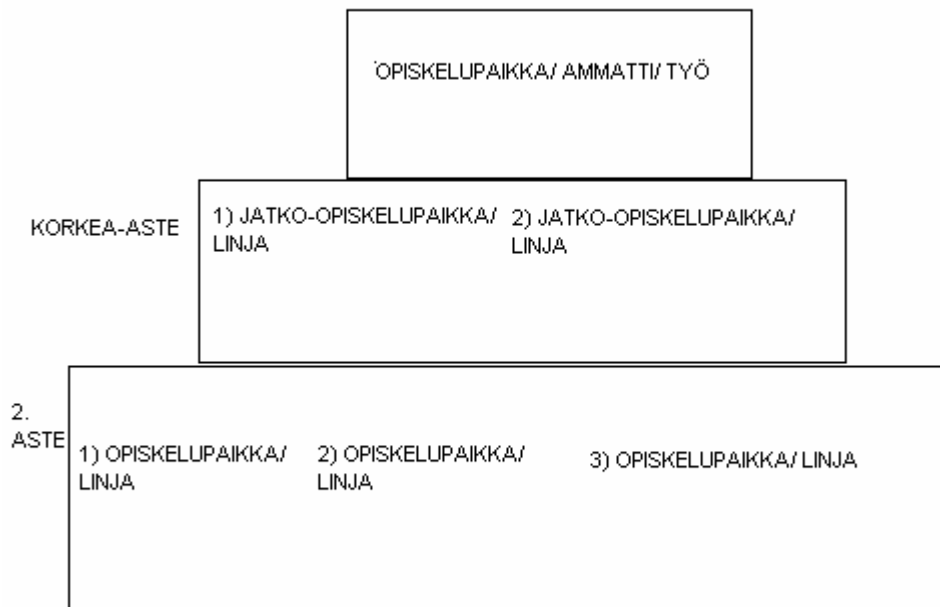 OPISKELUPAIKKA/ AMMATTI/ TYÖ
KORKEA-ASTE
1) JATKO-OPISKELUPAIKKA/
LINJA
2) JATKO-OPISKELUPAIKKA/
LINJA
2.
ASTE
1) OPISKELUPAIKKA/
LINJA
2) OPISKELUPAIKKA/
LINJA
3) OPISKELUPAIKKA/ LINJA